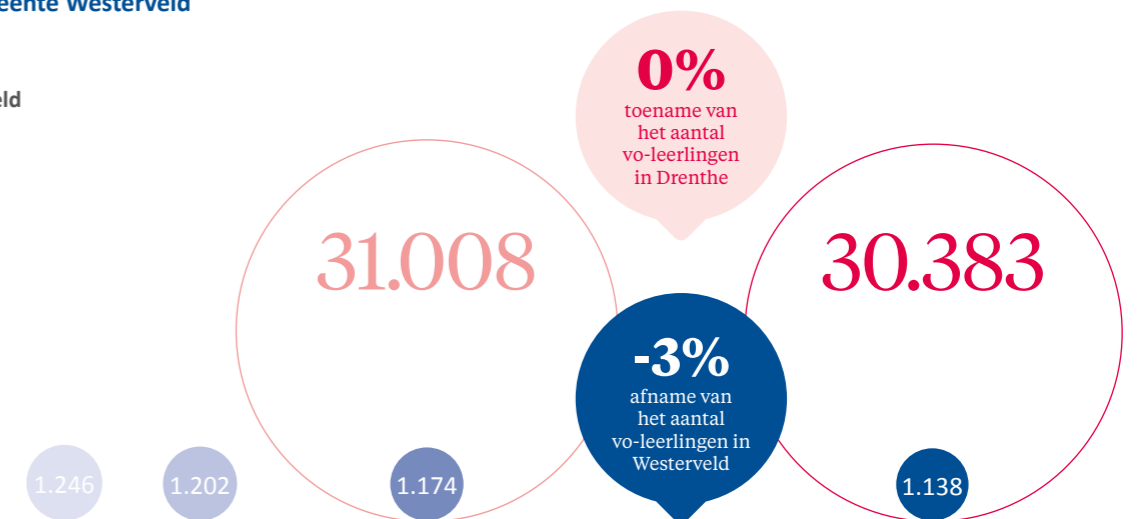 eente Westerveld
eld
0%
toename van
het aantal
vo-leerlingen
in Drenthe
31.008
30.383
-3%
afname van
het aantal
vo-leerlingen in
Westerveld
1.246
1.202
1.174
1.138